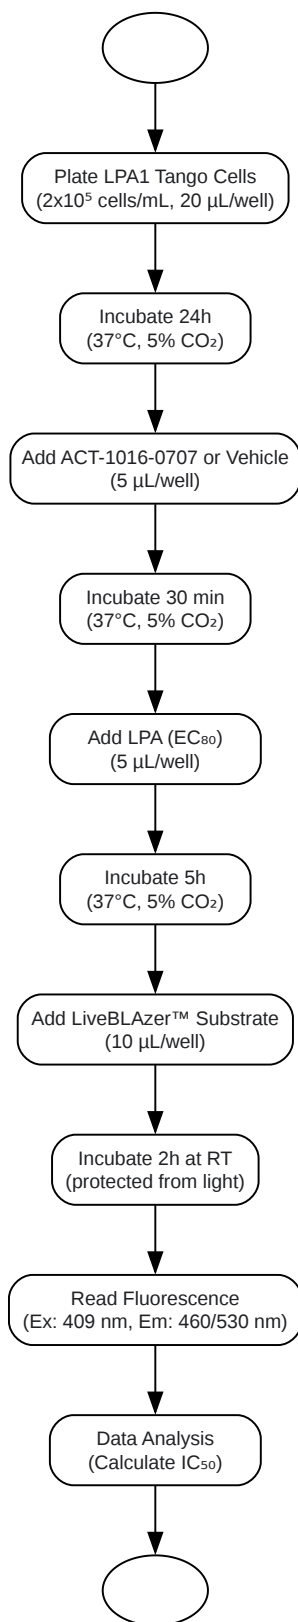 Plate LPA1 Tango Cells
(2x10⁵ cells/mL, 20 µL/well)
Incubate 24h
(37°C, 5% CO₂)
Add ACT-1016-0707 or Vehicle
(5 µL/well)
Incubate 30 min
(37°C, 5% CO₂)
Add LPA (EC₈₀)
(5 µL/well)
Incubate 5h
(37°C, 5% CO₂)
Add LiveBLAzer™ Substrate
(10 µL/well)
Incubate 2h at RT
(protected from light)
Read Fluorescence
(Ex: 409 nm, Em: 460/530 nm)
Data Analysis
(Calculate IC₅₀)